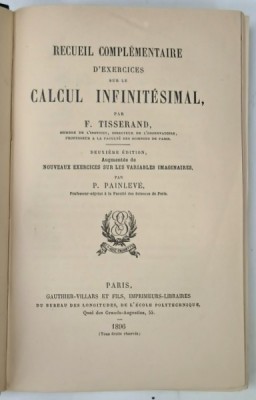 RECUEIL COMPLÉMENTAIRE
D'EXERCICES
SUR LE
CALCUL INFINITÉSIMAL,
PAR
F. TISSERAND,
MEMBRE DE L'INSTITUT, DIRECTEUR DE L'OBSERVATOIRE,
PROFESSEUR A LA FACULTÉ DES SCIENCES DE PARIS.
DEUXIÈME ÉDITION,
Augmentée de
NOUVEAUX EXERCICES SUR LES VARIABLES IMAGINAIRES,
PAR
P. PAINLEVÉ,
Professeur-adjoint à la Faculté des Sciences de Paris.
PARIS,
GAUTHIER-VILLARS ET FILS, IMPRIMEURS-LIBRAIRES
DU BUREAU DES LONGITUDES, DE L'ÉCOLE POLYTECHNIQUE,
Quai des Grands-Augustins, 55.
1896
(Tous droits réservés)